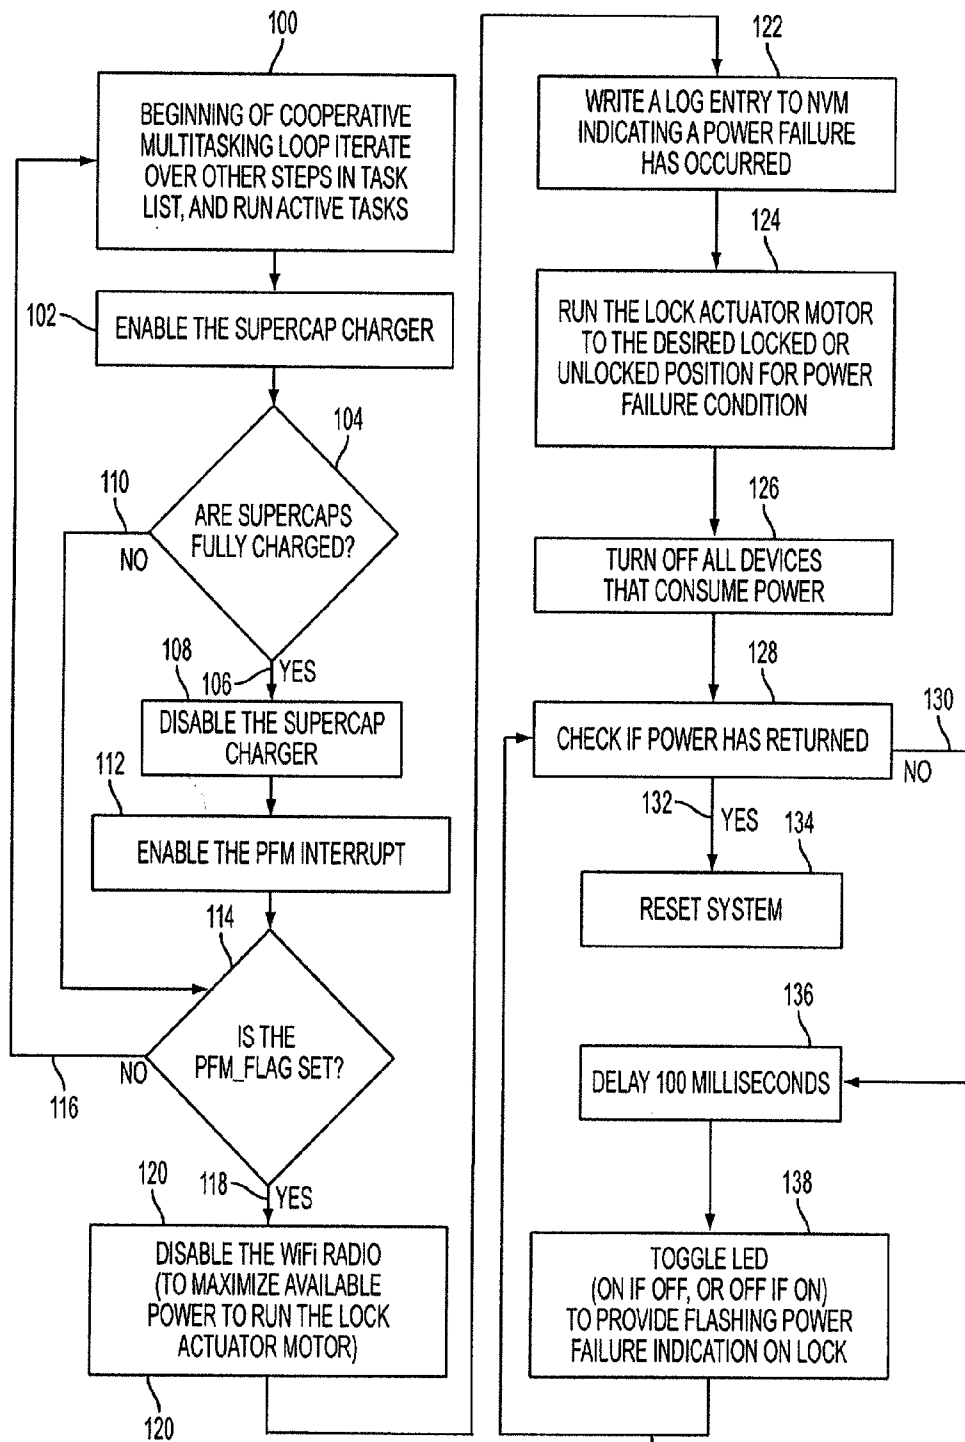 100
BEGINNING OF COOPERATIVE
MULTITASKING LOOP ITERATE
OVER OTHER STEPS IN TASK
LIST, AND RUN ACTIVE TASKS
102
ENABLE THE SUPERCAP CHARGER
104
110
ARE SUPERCAPS
FULLY CHARGED?
NO
108
106
YES
DISABLE THE SUPERCAP
CHARGER
112
ENABLE THE PFM INTERRUPT
114
IS THE
PFM_FLAG SET?
NO
116
118
YES
120
DISABLE THE WiFi RADIO
(TO MAXIMIZE AVAILABLE
POWER TO RUN THE LOCK
ACTUATOR MOTOR)
120
122
WRITE A LOG ENTRY TO NVM
INDICATING A POWER FAILURE
HAS OCCURRED
124
RUN THE LOCK ACTUATOR MOTOR
TO THE DESIRED LOCKED OR
UNLOCKED POSITION FOR POWER
FAILURE CONDITION
126
TURN OFF ALL DEVICES
THAT CONSUME POWER
128
130
CHECK IF POWER HAS RETURNED
NO
132
YES
134
RESET SYSTEM
136
DELAY 100 MILLISECONDS
138
TOGGLE LED
(ON IF OFF, OR OFF IF ON)
TO PROVIDE FLASHING POWER
FAILURE INDICATION ON LOCK